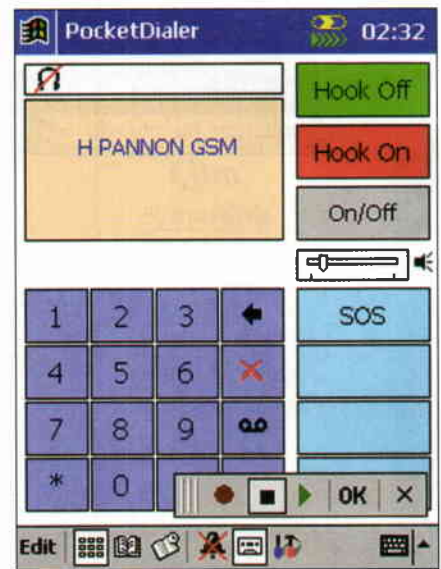 PocketDialer 02:32
Hook Off
H PANNON GSM
Hook On
On/Off
1 2 3
SOS
4 5 6
7 8 9
* 0
OK
Edit